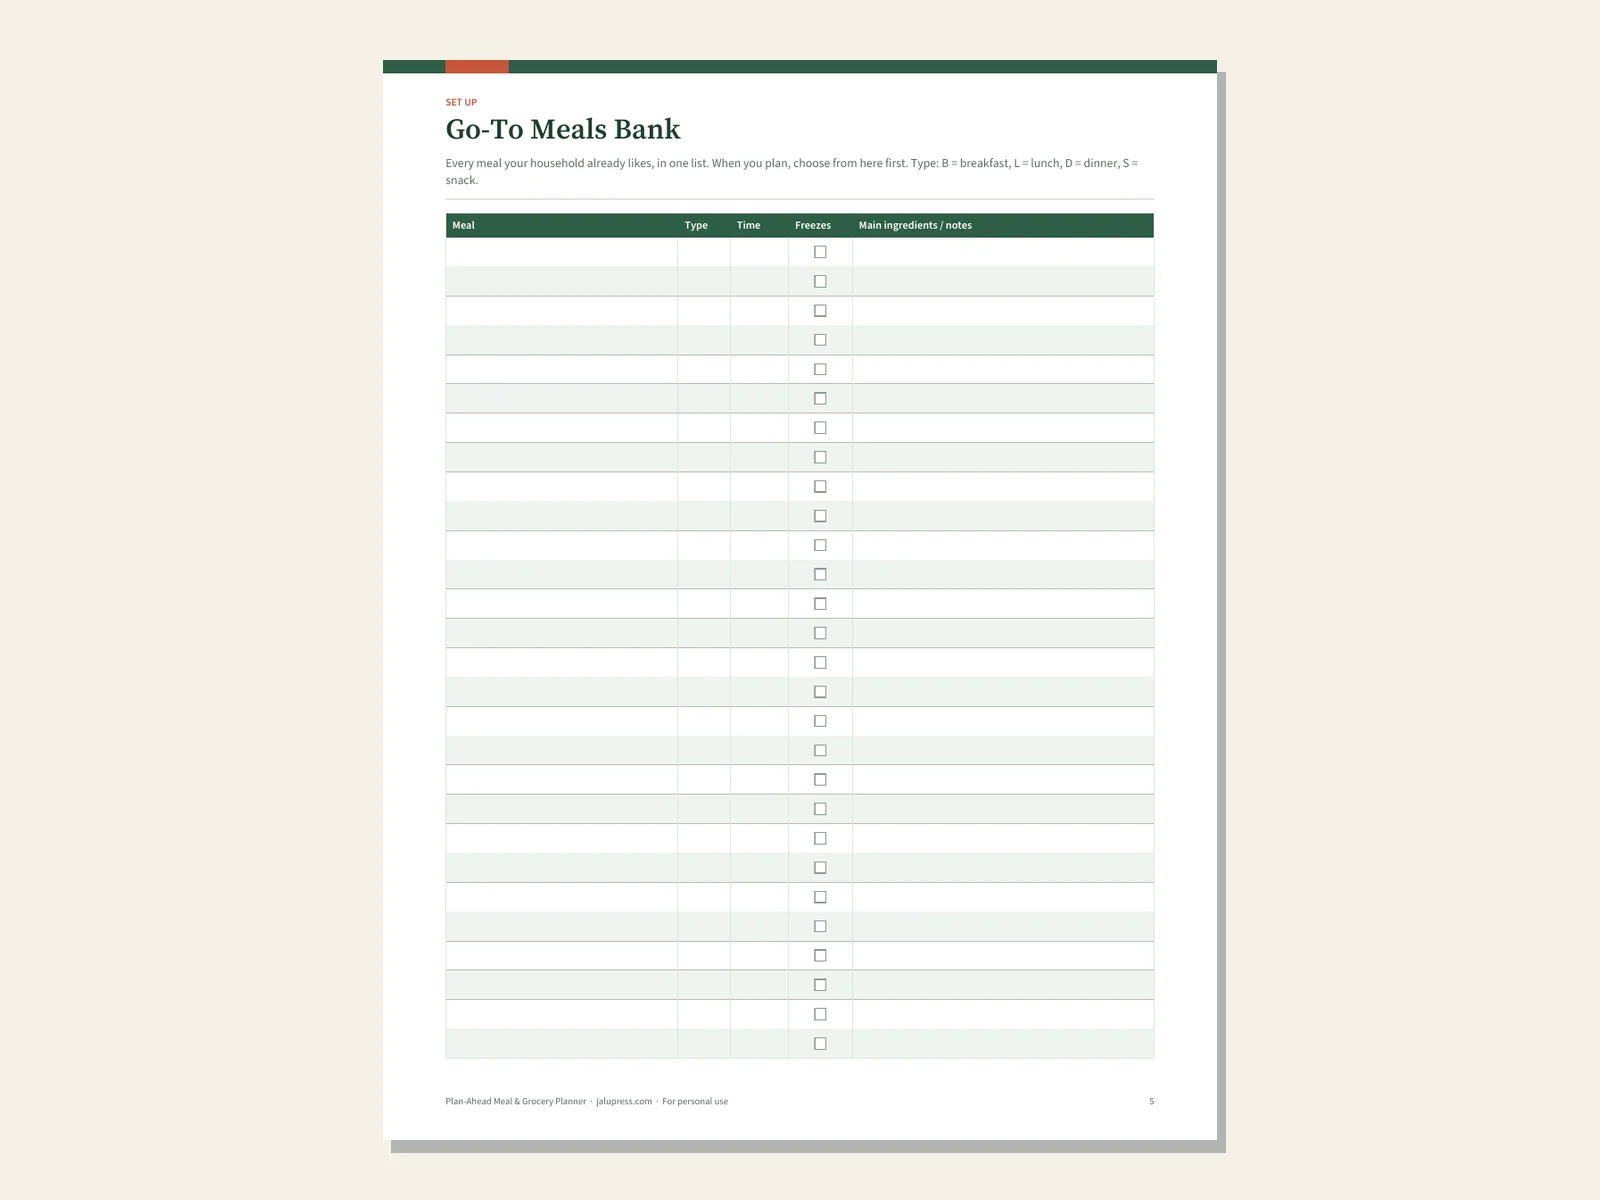 SET UP
Go-To Meals Bank
Every meal your household already likes, in one list. When you plan, choose from here first. Type: B = breakfast, L = lunch, D = dinner, S =
snack.
Meal Type Time Freezes Main ingredients / notes
Plan-Ahead Meal & Grocery Planner · jalupress.com · For personal use 5